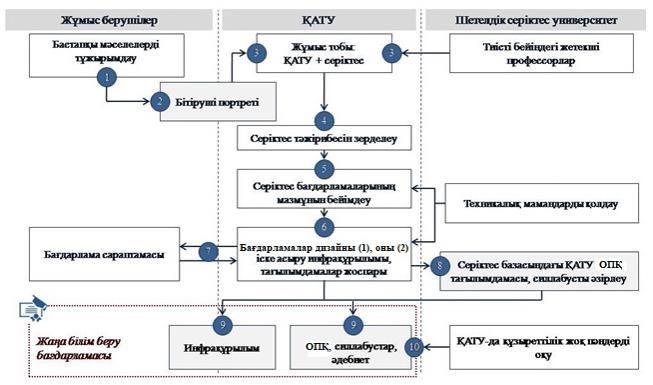 Жұмыс берушілер
ҚАТУ
Шетелдік серіктес университет
Бастапқы мәселелерді
тұжырымдау
1
2
Бітіруші портреті
3
Жұмыс тобы:
ҚАТУ + серіктес
3
Тиісті бейіндегі жетекші
профессорлар
4
Серіктес тәжірибесін зерделеу
5
Серіктес бағдарламаларының
мазмұнын бейімдеу
Техникалық мамандарды қолдау
6
Бағдарламалар дизайны (1), оны (2)
іске асыру инфрақұрылымы,
тағылымдамалар жоспары
Бағдарлама сараптамасы
7
8
Серіктес базасындағы ҚАТУ ОПҚ
тағылымдамасы, силлабусты әзірлеу
Жаңа білім беру
бағдарламасы
9
Инфрақұрылым
9
ОПҚ, силлабустар,
әдебиет
10
ҚАТУ-да құзыреттілік жоқ пәндерді
оқу